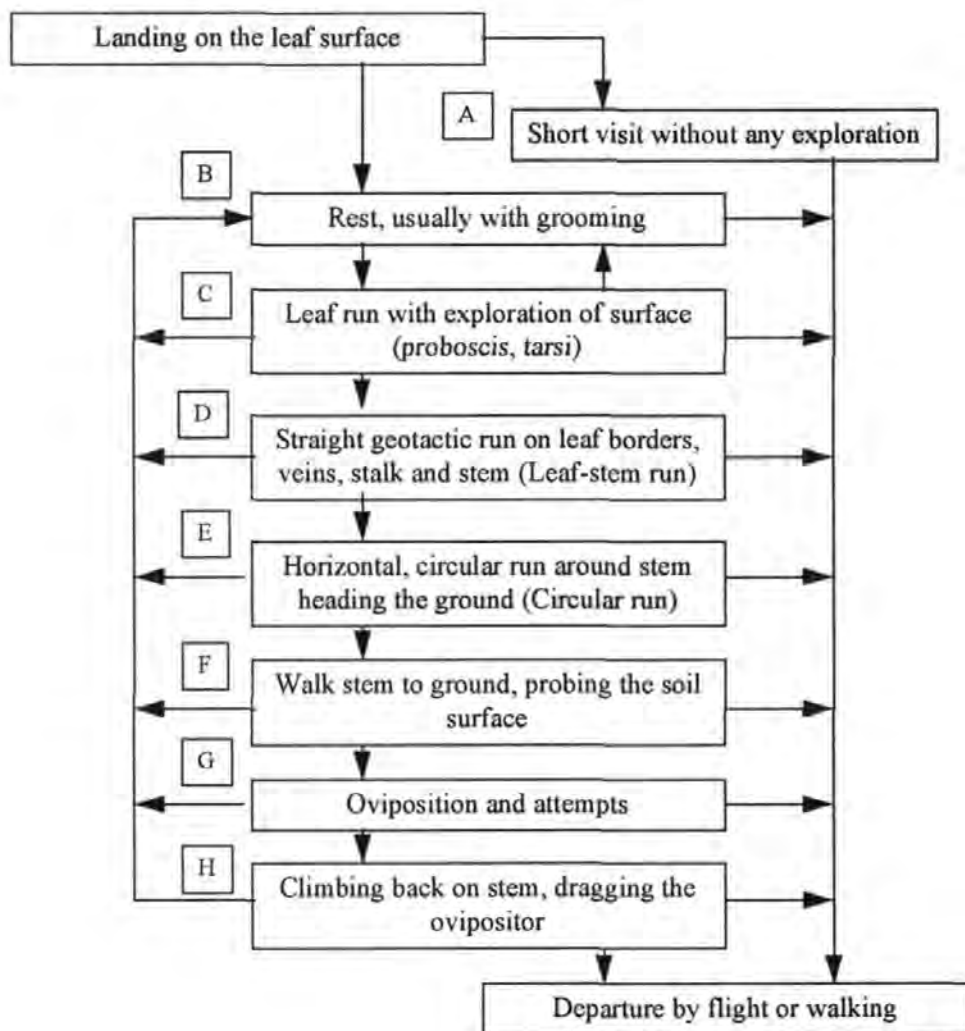 Landing on the leaf surface
A
Short visit without any exploration
B
Rest, usually with grooming
C
Leaf run with exploration of surface
(proboscis, tarsi)
D
Straight geotactic run on leaf borders,
veins, stalk and stem (Leaf-stem run)
E
Horizontal, circular run around stem
heading the ground (Circular run)
F
Walk stem to ground, probing the soil
surface
G
Oviposition and attempts
H
Climbing back on stem, dragging the
ovipositor
Departure by flight or walking